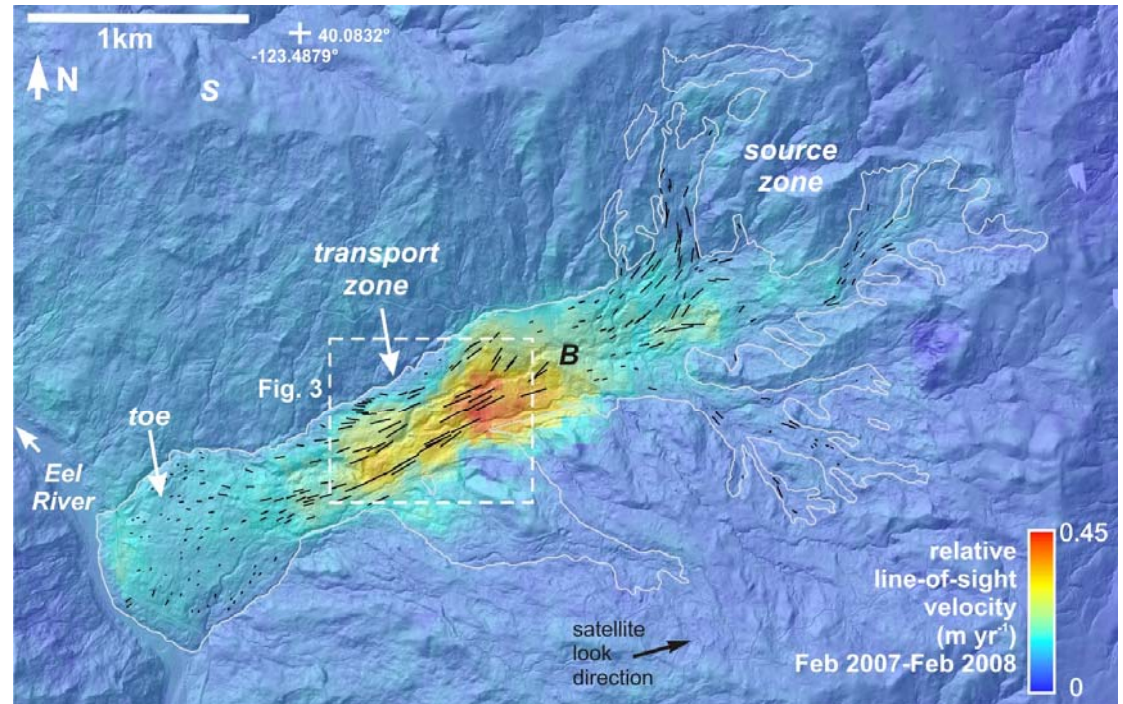 1km
40.0832°
-123.4879°
N
S
source
zone
transport
zone
B
Fig. 3
toe
Eel
River
0.45
relative
line-of-sight
velocity
(m yr⁻¹)
Feb 2007-Feb 2008
0
satellite
look
direction